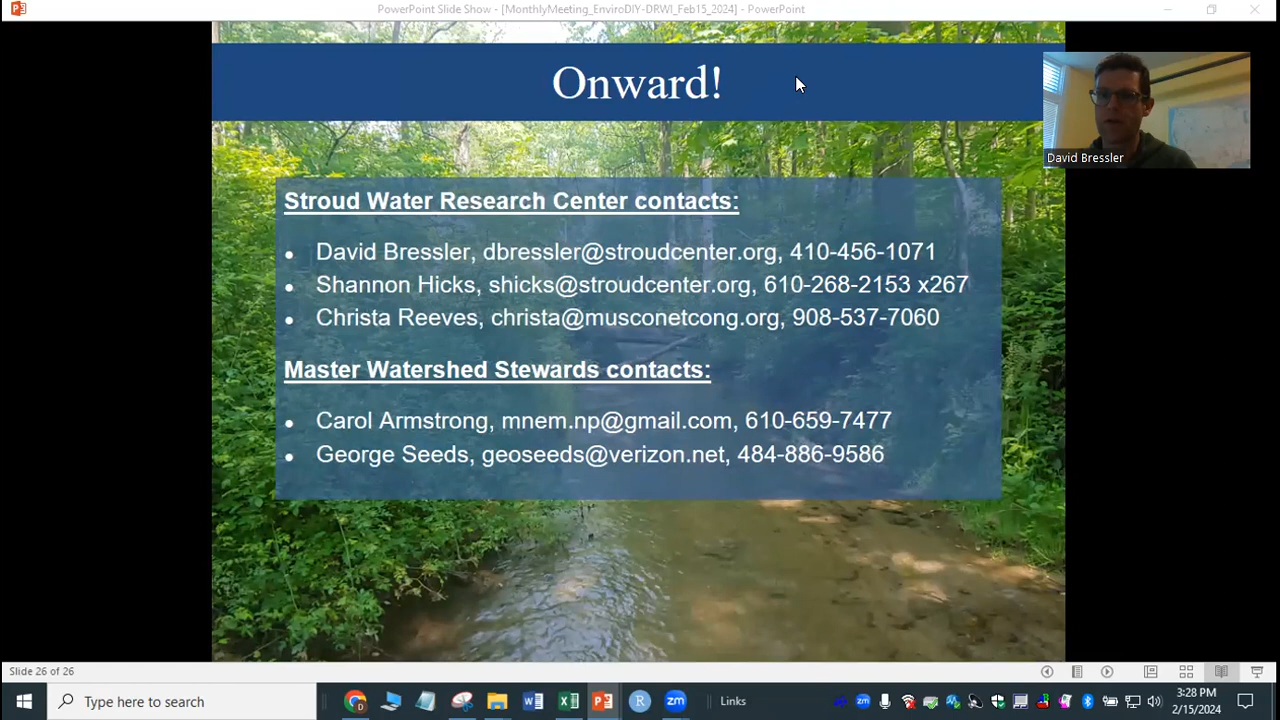 PowerPoint Slide Show - [MonthlyMeeting_EnviroDIY-DRWI_Feb15_2024] - PowerPoint
Onward!
David Bressler
Stroud Water Research Center contacts:
• David Bressler, dbressler@stroudcenter.org, 410-456-1071
• Shannon Hicks, shicks@stroudcenter.org, 610-268-2153 x267
• Christa Reeves, christa@musconetcong.org, 908-537-7060
Master Watershed Stewards contacts:
• Carol Armstrong, mnem.np@gmail.com, 610-659-7477
• George Seeds, geoseeds@verizon.net, 484-886-9586
Slide 26 of 26
Type here to search
Links
3:28 PM
2/15/2024